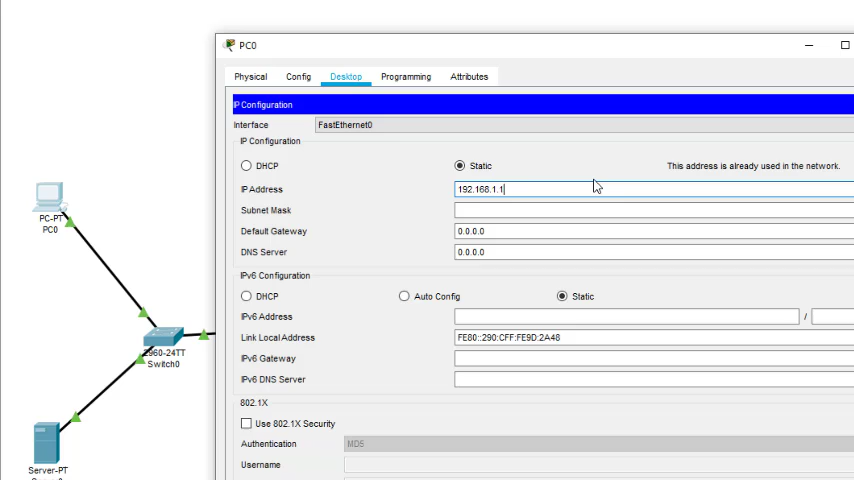 PC0
Physical Config Desktop Programming Attributes
IP Configuration
Interface FastEthernet0
IP Configuration
DHCP Static This address is already used in the network.
IP Address 192.168.1.1
Subnet Mask
Default Gateway 0.0.0.0
DNS Server 0.0.0.0
IPv6 Configuration
DHCP Auto Config Static
IPv6 Address /
Link Local Address FE80::290:CFF:FE9D:2A48
IPv6 Gateway
IPv6 DNS Server
802.1X
Use 802.1X Security
Authentication MD5
Username
PC-PT
PC0
2960-24TT
Switch0
Server-PT